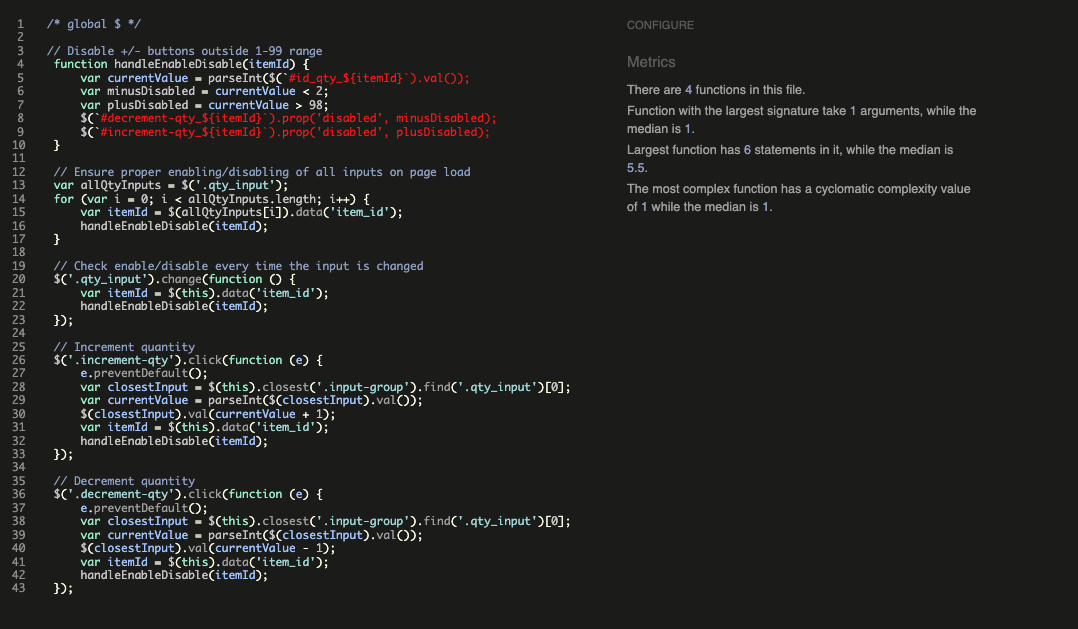 1 /* global $ */
2
3 // Disable +/- buttons outside 1-99 range
4 function handleEnableDisable(itemId) {
5 var currentValue = parseInt($(`#id_qty_${itemId}`).val());
6 var minusDisabled = currentValue < 2;
7 var plusDisabled = currentValue > 98;
8 $(`#decrement-qty_${itemId}`).prop('disabled', minusDisabled);
9 $(`#increment-qty_${itemId}`).prop('disabled', plusDisabled);
10 }
11
12 // Ensure proper enabling/disabling of all inputs on page load
13 var allQtyInputs = $('.qty_input');
14 for (var i = 0; i < allQtyInputs.length; i++) {
15 var itemId = $(allQtyInputs[i]).data('item_id');
16 handleEnableDisable(itemId);
17 }
18
19 // Check enable/disable every time the input is changed
20 $('.qty_input').change(function () {
21 var itemId = $(this).data('item_id');
22 handleEnableDisable(itemId);
23 });
24
25 // Increment quantity
26 $('.increment-qty').click(function (e) {
27 e.preventDefault();
28 var closestInput = $(this).closest('.input-group').find('.qty_input')[0];
29 var currentValue = parseInt($(closestInput).val());
30 $(closestInput).val(currentValue + 1);
31 var itemId = $(this).data('item_id');
32 handleEnableDisable(itemId);
33 });
34
35 // Decrement quantity
36 $('.decrement-qty').click(function (e) {
37 e.preventDefault();
38 var closestInput = $(this).closest('.input-group').find('.qty_input')[0];
39 var currentValue = parseInt($(closestInput).val());
40 $(closestInput).val(currentValue - 1);
41 var itemId = $(this).data('item_id');
42 handleEnableDisable(itemId);
43 });
CONFIGURE
Metrics
There are 4 functions in this file.
Function with the largest signature take 1 arguments, while the
median is 1.
Largest function has 6 statements in it, while the median is
5.5.
The most complex function has a cyclomatic complexity value
of 1 while the median is 1.